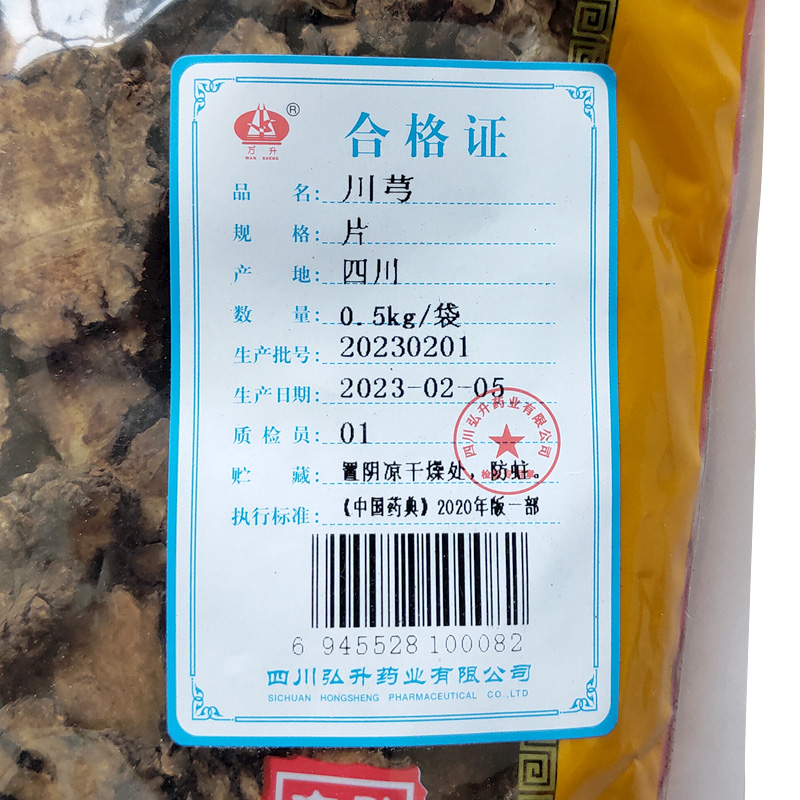 ®
万升
WAN SHENG
合格证
品 名：川芎
规 格：片
产 地：四川
数 量：0.5kg/袋
生产批号：20230201
生产日期：2023-02-05
质 检 员：01
四川弘升药业有限公司
贮 藏：置阴凉干燥处，防蛀。
执行标准：《中国药典》2020年版一部
6 945528 100082
四川弘升药业有限公司
SICHUAN HONGSHENG PHARMACEUTICAL CO.,LTD